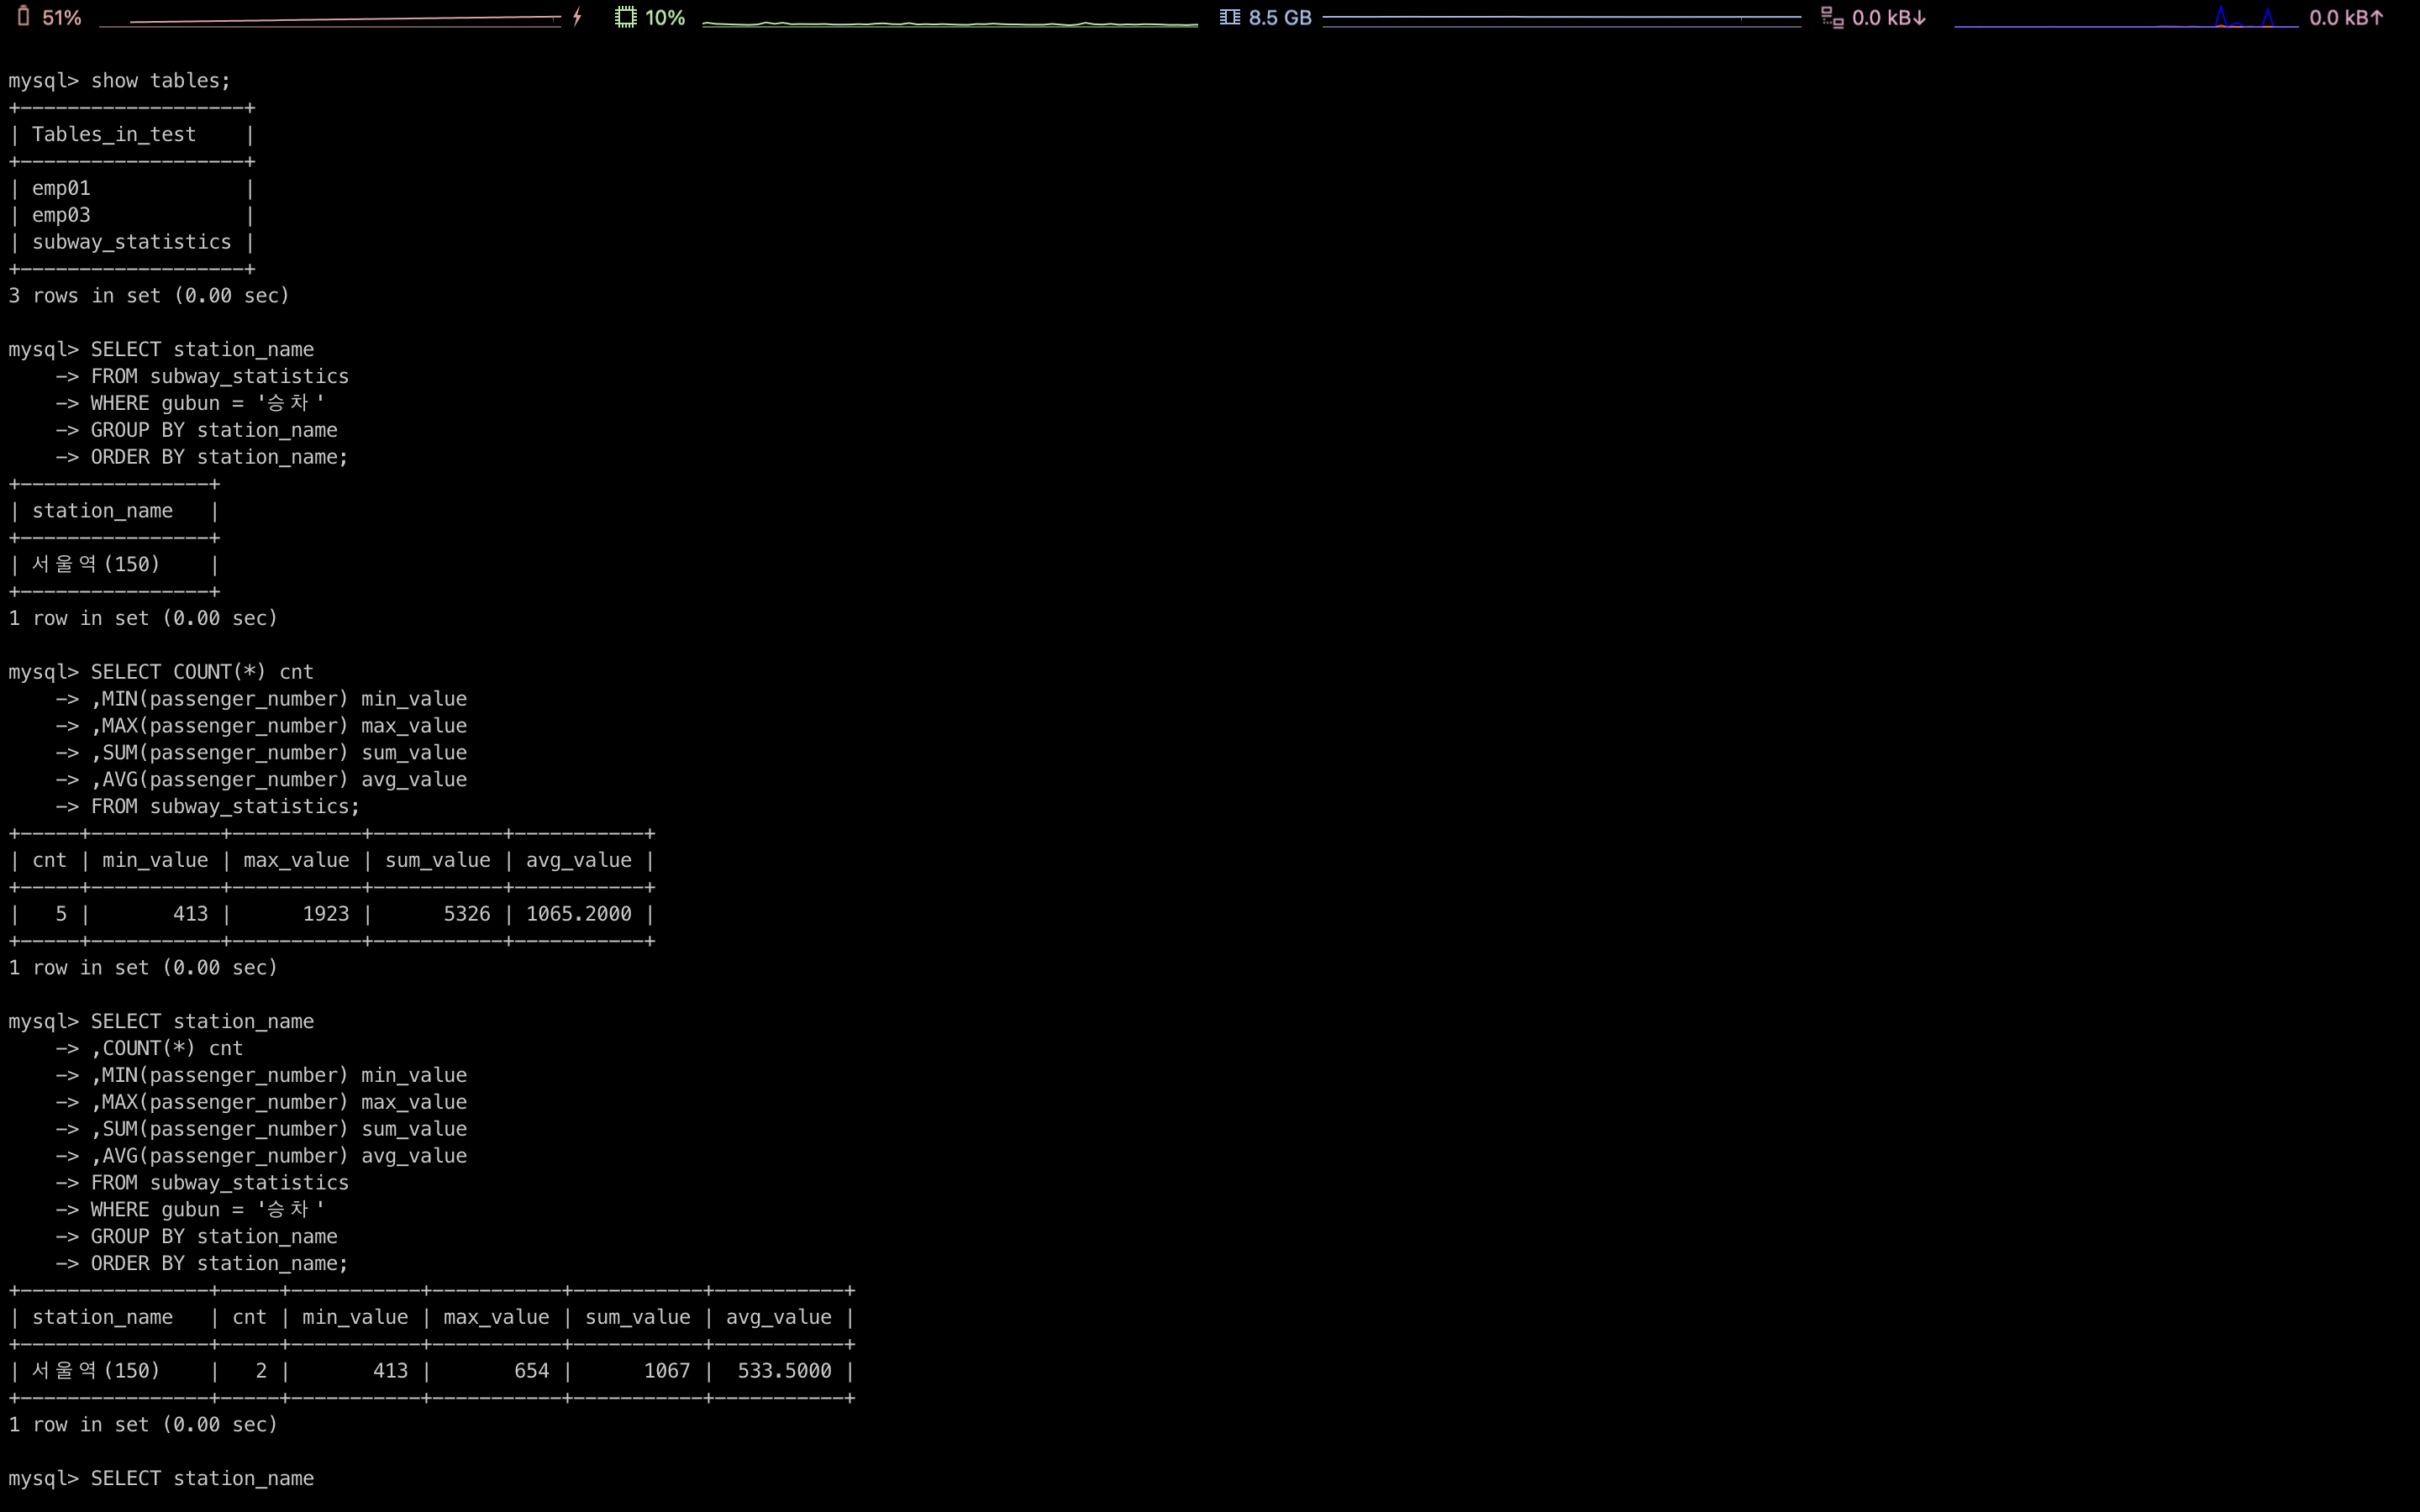 51% 10% 8.5 GB 0.0 kB↓ 0.0 kB↑
mysql> show tables;
+-------------------+
| Tables_in_test    |
+-------------------+
| emp01             |
| emp03             |
| subway_statistics |
+-------------------+
3 rows in set (0.00 sec)
mysql> SELECT station_name
    -> FROM subway_statistics
    -> WHERE gubun = '승차'
    -> GROUP BY station_name
    -> ORDER BY station_name;
+----------------+
| station_name   |
+----------------+
| 서울역(150)    |
+----------------+
1 row in set (0.00 sec)
mysql> SELECT COUNT(*) cnt
    -> ,MIN(passenger_number) min_value
    -> ,MAX(passenger_number) max_value
    -> ,SUM(passenger_number) sum_value
    -> ,AVG(passenger_number) avg_value
    -> FROM subway_statistics;
+-----+-----------+-----------+-----------+-----------+
| cnt | min_value | max_value | sum_value | avg_value |
+-----+-----------+-----------+-----------+-----------+
|   5 |       413 |      1923 |      5326 | 1065.2000 |
+-----+-----------+-----------+-----------+-----------+
1 row in set (0.00 sec)
mysql> SELECT station_name
    -> ,COUNT(*) cnt
    -> ,MIN(passenger_number) min_value
    -> ,MAX(passenger_number) max_value
    -> ,SUM(passenger_number) sum_value
    -> ,AVG(passenger_number) avg_value
    -> FROM subway_statistics
    -> WHERE gubun = '승차'
    -> GROUP BY station_name
    -> ORDER BY station_name;
+----------------+-----+-----------+-----------+-----------+-----------+
| station_name   | cnt | min_value | max_value | sum_value | avg_value |
+----------------+-----+-----------+-----------+-----------+-----------+
| 서울역(150)    |   2 |       413 |       654 |      1067 |  533.5000 |
+----------------+-----+-----------+-----------+-----------+-----------+
1 row in set (0.00 sec)
mysql> SELECT station_name